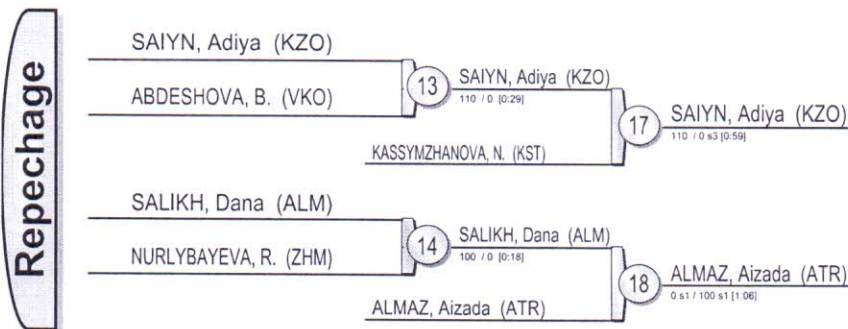 Repechage
SAIYN, Adiya (KZO)
ABDESHOVA, B. (VKO)
13
SAIYN, Adiya (KZO)
110 / 0 [0:29]
KASSYMZHANOVA, N. (KST)
17
SAIYN, Adiya (KZO)
110 / 0 s3 [0:59]
SALIKH, Dana (ALM)
NURLYBAYEVA, R. (ZHM)
14
SALIKH, Dana (ALM)
100 / 0 [0:18]
ALMAZ, Aizada (ATR)
18
ALMAZ, Aizada (ATR)
0 s1 / 100 s1 [1:06]